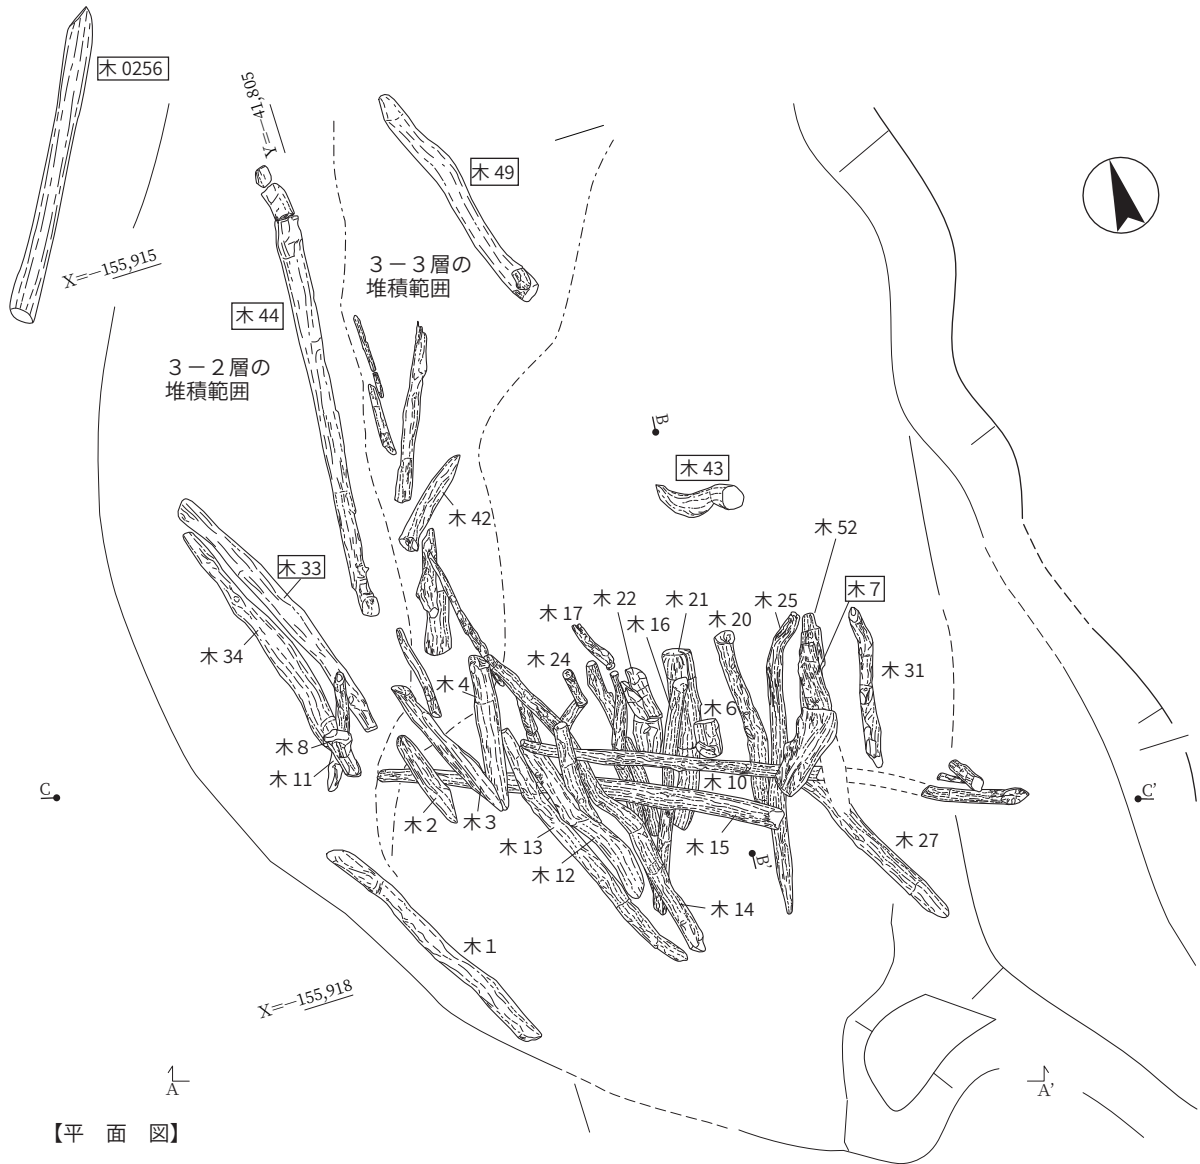 木 0256
Y=−41,805
木 49
X=−155,915
３－３層の
堆積範囲
木 44
３－２層の
堆積範囲
B
木 43
木 42
木 52
木 33
木 7
木 22
木 21
木 25
木 17
木 16
木 20
木 34
木 24
木 31
木 4
木 6
木 8
木 11
木 10
C
C’
木 2
木 3
木 13
木 15
木 27
B’
木 12
木 14
木 1
X=−155,918
A
A’
【平　面　図】